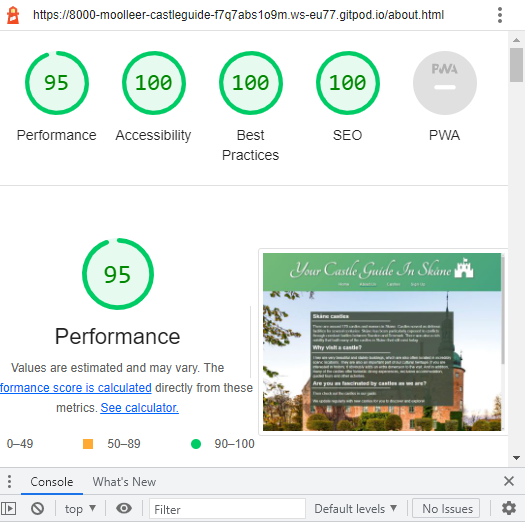 https://8000-moolleer-castleguide-f7q7abs1o9m.ws-eu77.gitpod.io/about.html
95 100 100 100 PWA
Performance Accessibility Best Practices SEO PWA
95
Performance
Values are estimated and may vary. The
formance score is calculated directly from these
metrics. See calculator.
0–49 50–89 90–100
Your Castle Guide In Skåne
Skåne castles
Why visit a castle?
Are you as fascinated by castles as we are?
Console What's New
top Filter Default levels No Issues